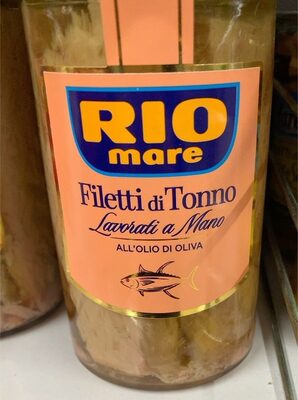 RIO
mare
Filetti di Tonno
Lavorati a Mano
ALL'OLIO DI OLIVA